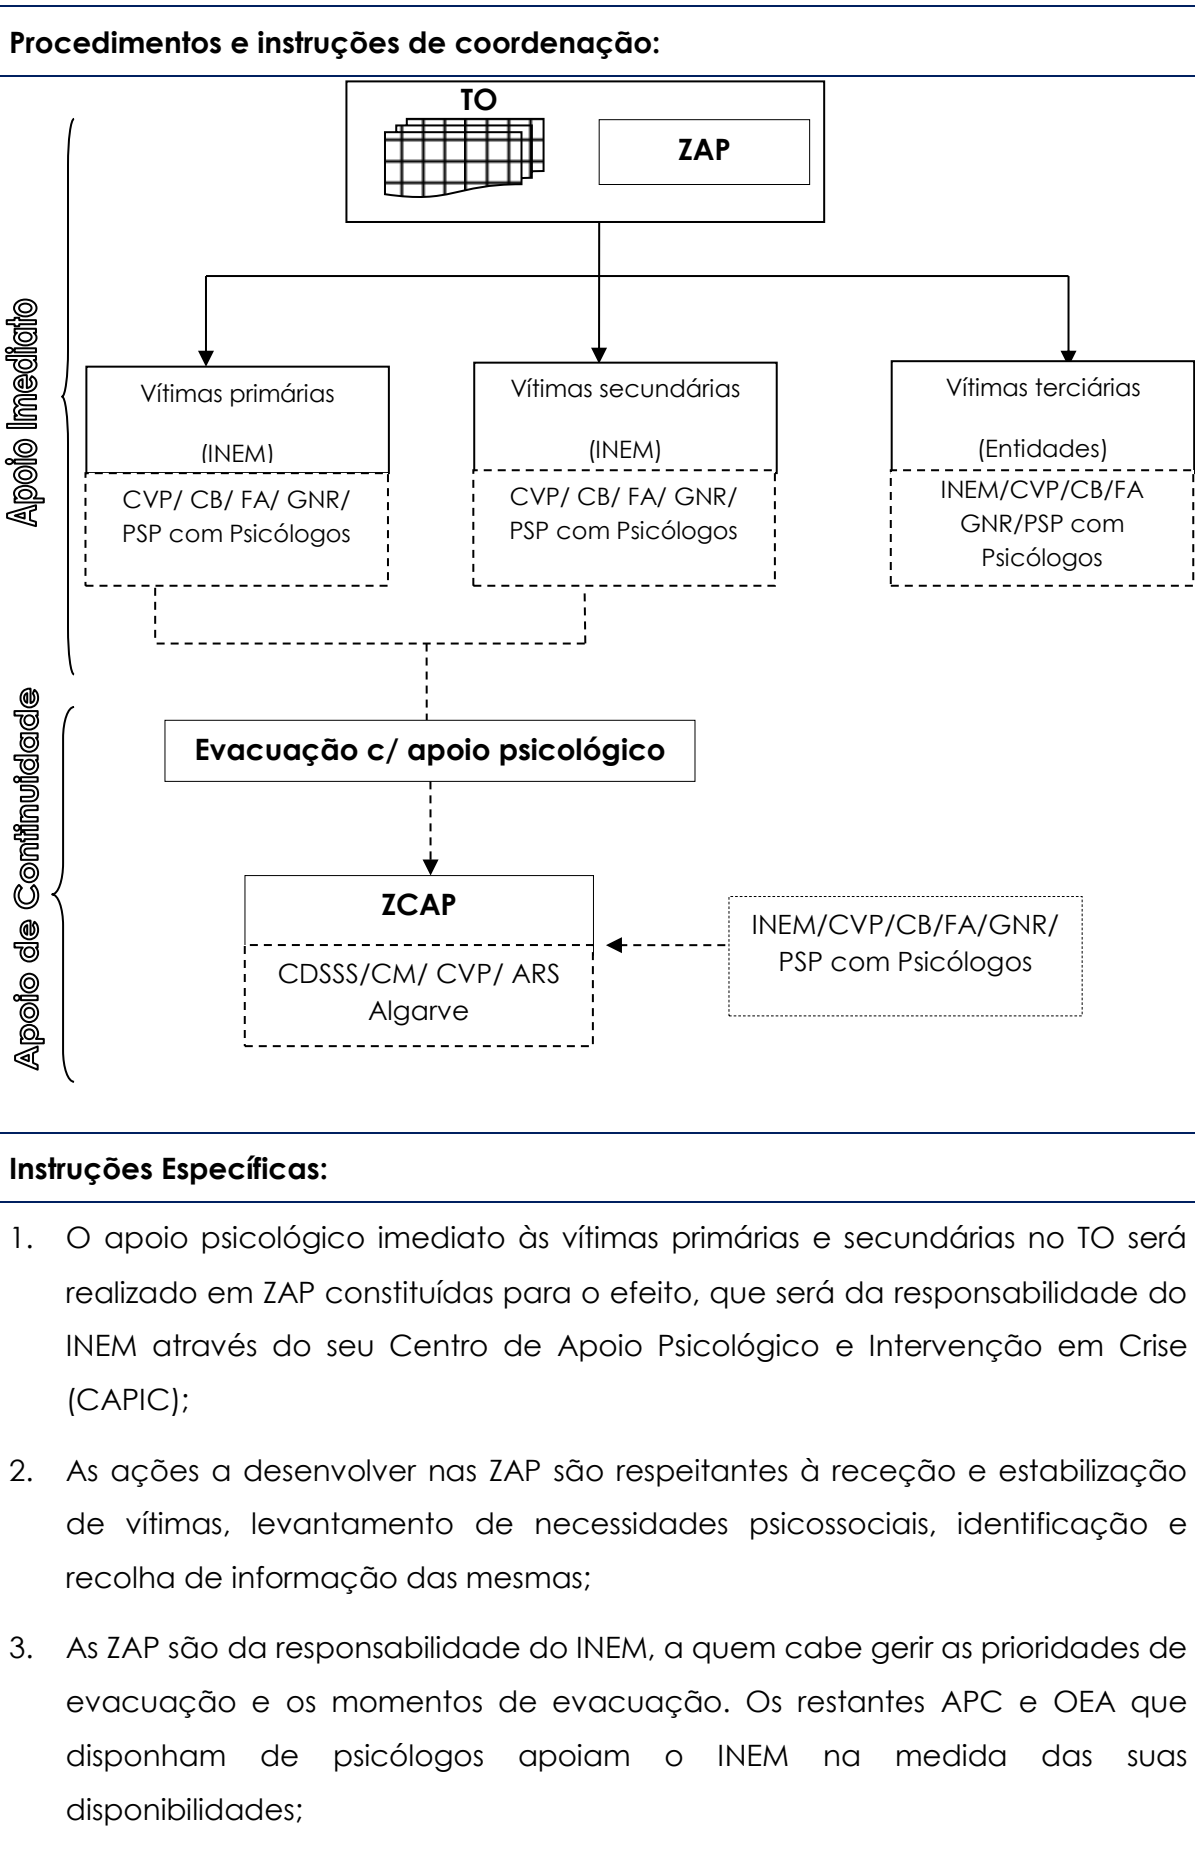 Procedimentos e instruções de coordenação:
TO
ZAP
Apoio Imediato
Vítimas primárias
(INEM)
CVP/ CB/ FA/ GNR/
PSP com Psicólogos
Vítimas secundárias
(INEM)
CVP/ CB/ FA/ GNR/
PSP com Psicólogos
Vítimas terciárias
(Entidades)
INEM/CVP/CB/FA
GNR/PSP com
Psicólogos
Apoio de Continuidade
Evacuação c/ apoio psicológico
ZCAP
CDSSS/CM/ CVP/ ARS
Algarve
INEM/CVP/CB/FA/GNR/
PSP com Psicólogos
Instruções Específicas:
1. O apoio psicológico imediato às vítimas primárias e secundárias no TO será
realizado em ZAP constituídas para o efeito, que será da responsabilidade do
INEM através do seu Centro de Apoio Psicológico e Intervenção em Crise
(CAPIC);
2. As ações a desenvolver nas ZAP são respeitantes à receção e estabilização
de vítimas, levantamento de necessidades psicossociais, identificação e
recolha de informação das mesmas;
3. As ZAP são da responsabilidade do INEM, a quem cabe gerir as prioridades de
evacuação e os momentos de evacuação. Os restantes APC e OEA que
disponham de psicólogos apoiam o INEM na medida das suas
disponibilidades;